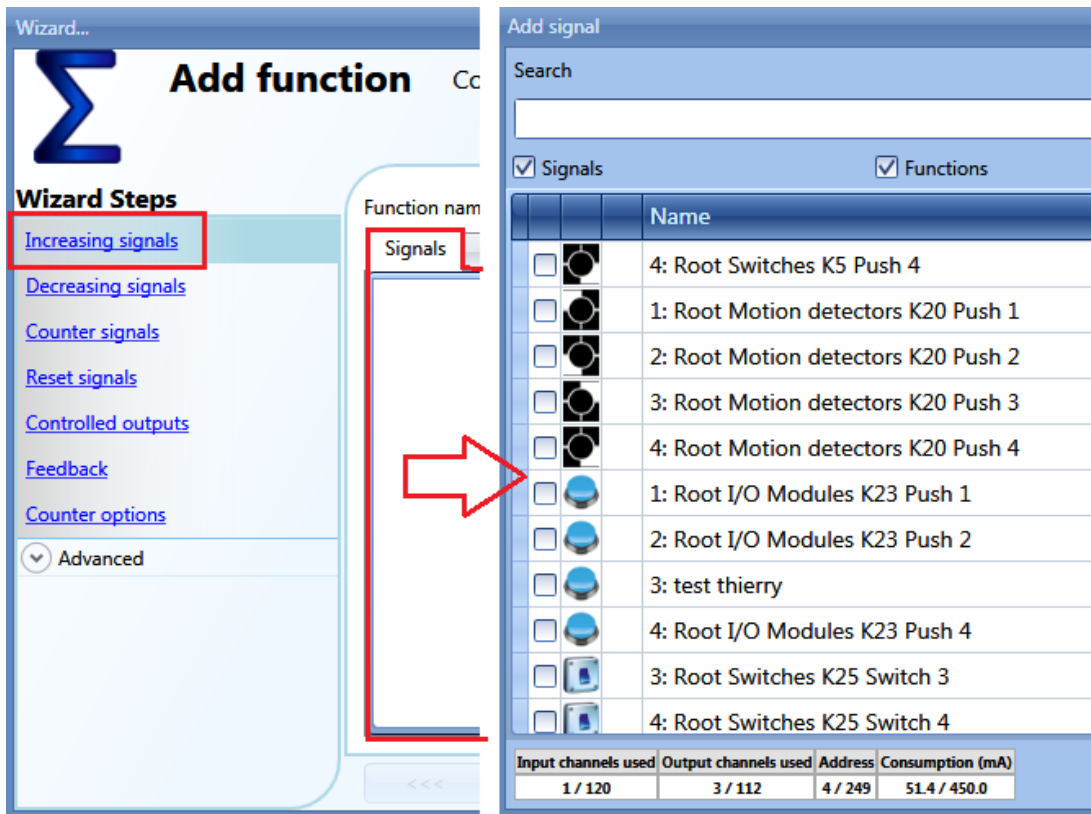 Wizard...
Add function Co
Wizard Steps
Increasing signals
Decreasing signals
Counter signals
Reset signals
Controlled outputs
Feedback
Counter options
Advanced
Function nam
Signals
<<<
Add signal
Search
Signals Functions
Name
4: Root Switches K5 Push 4
1: Root Motion detectors K20 Push 1
2: Root Motion detectors K20 Push 2
3: Root Motion detectors K20 Push 3
4: Root Motion detectors K20 Push 4
1: Root I/O Modules K23 Push 1
2: Root I/O Modules K23 Push 2
3: test thierry
4: Root I/O Modules K23 Push 4
3: Root Switches K25 Switch 3
4: Root Switches K25 Switch 4
Input channels used Output channels used Address Consumption (mA)
1 / 120 3 / 112 4 / 249 51.4 / 450.0